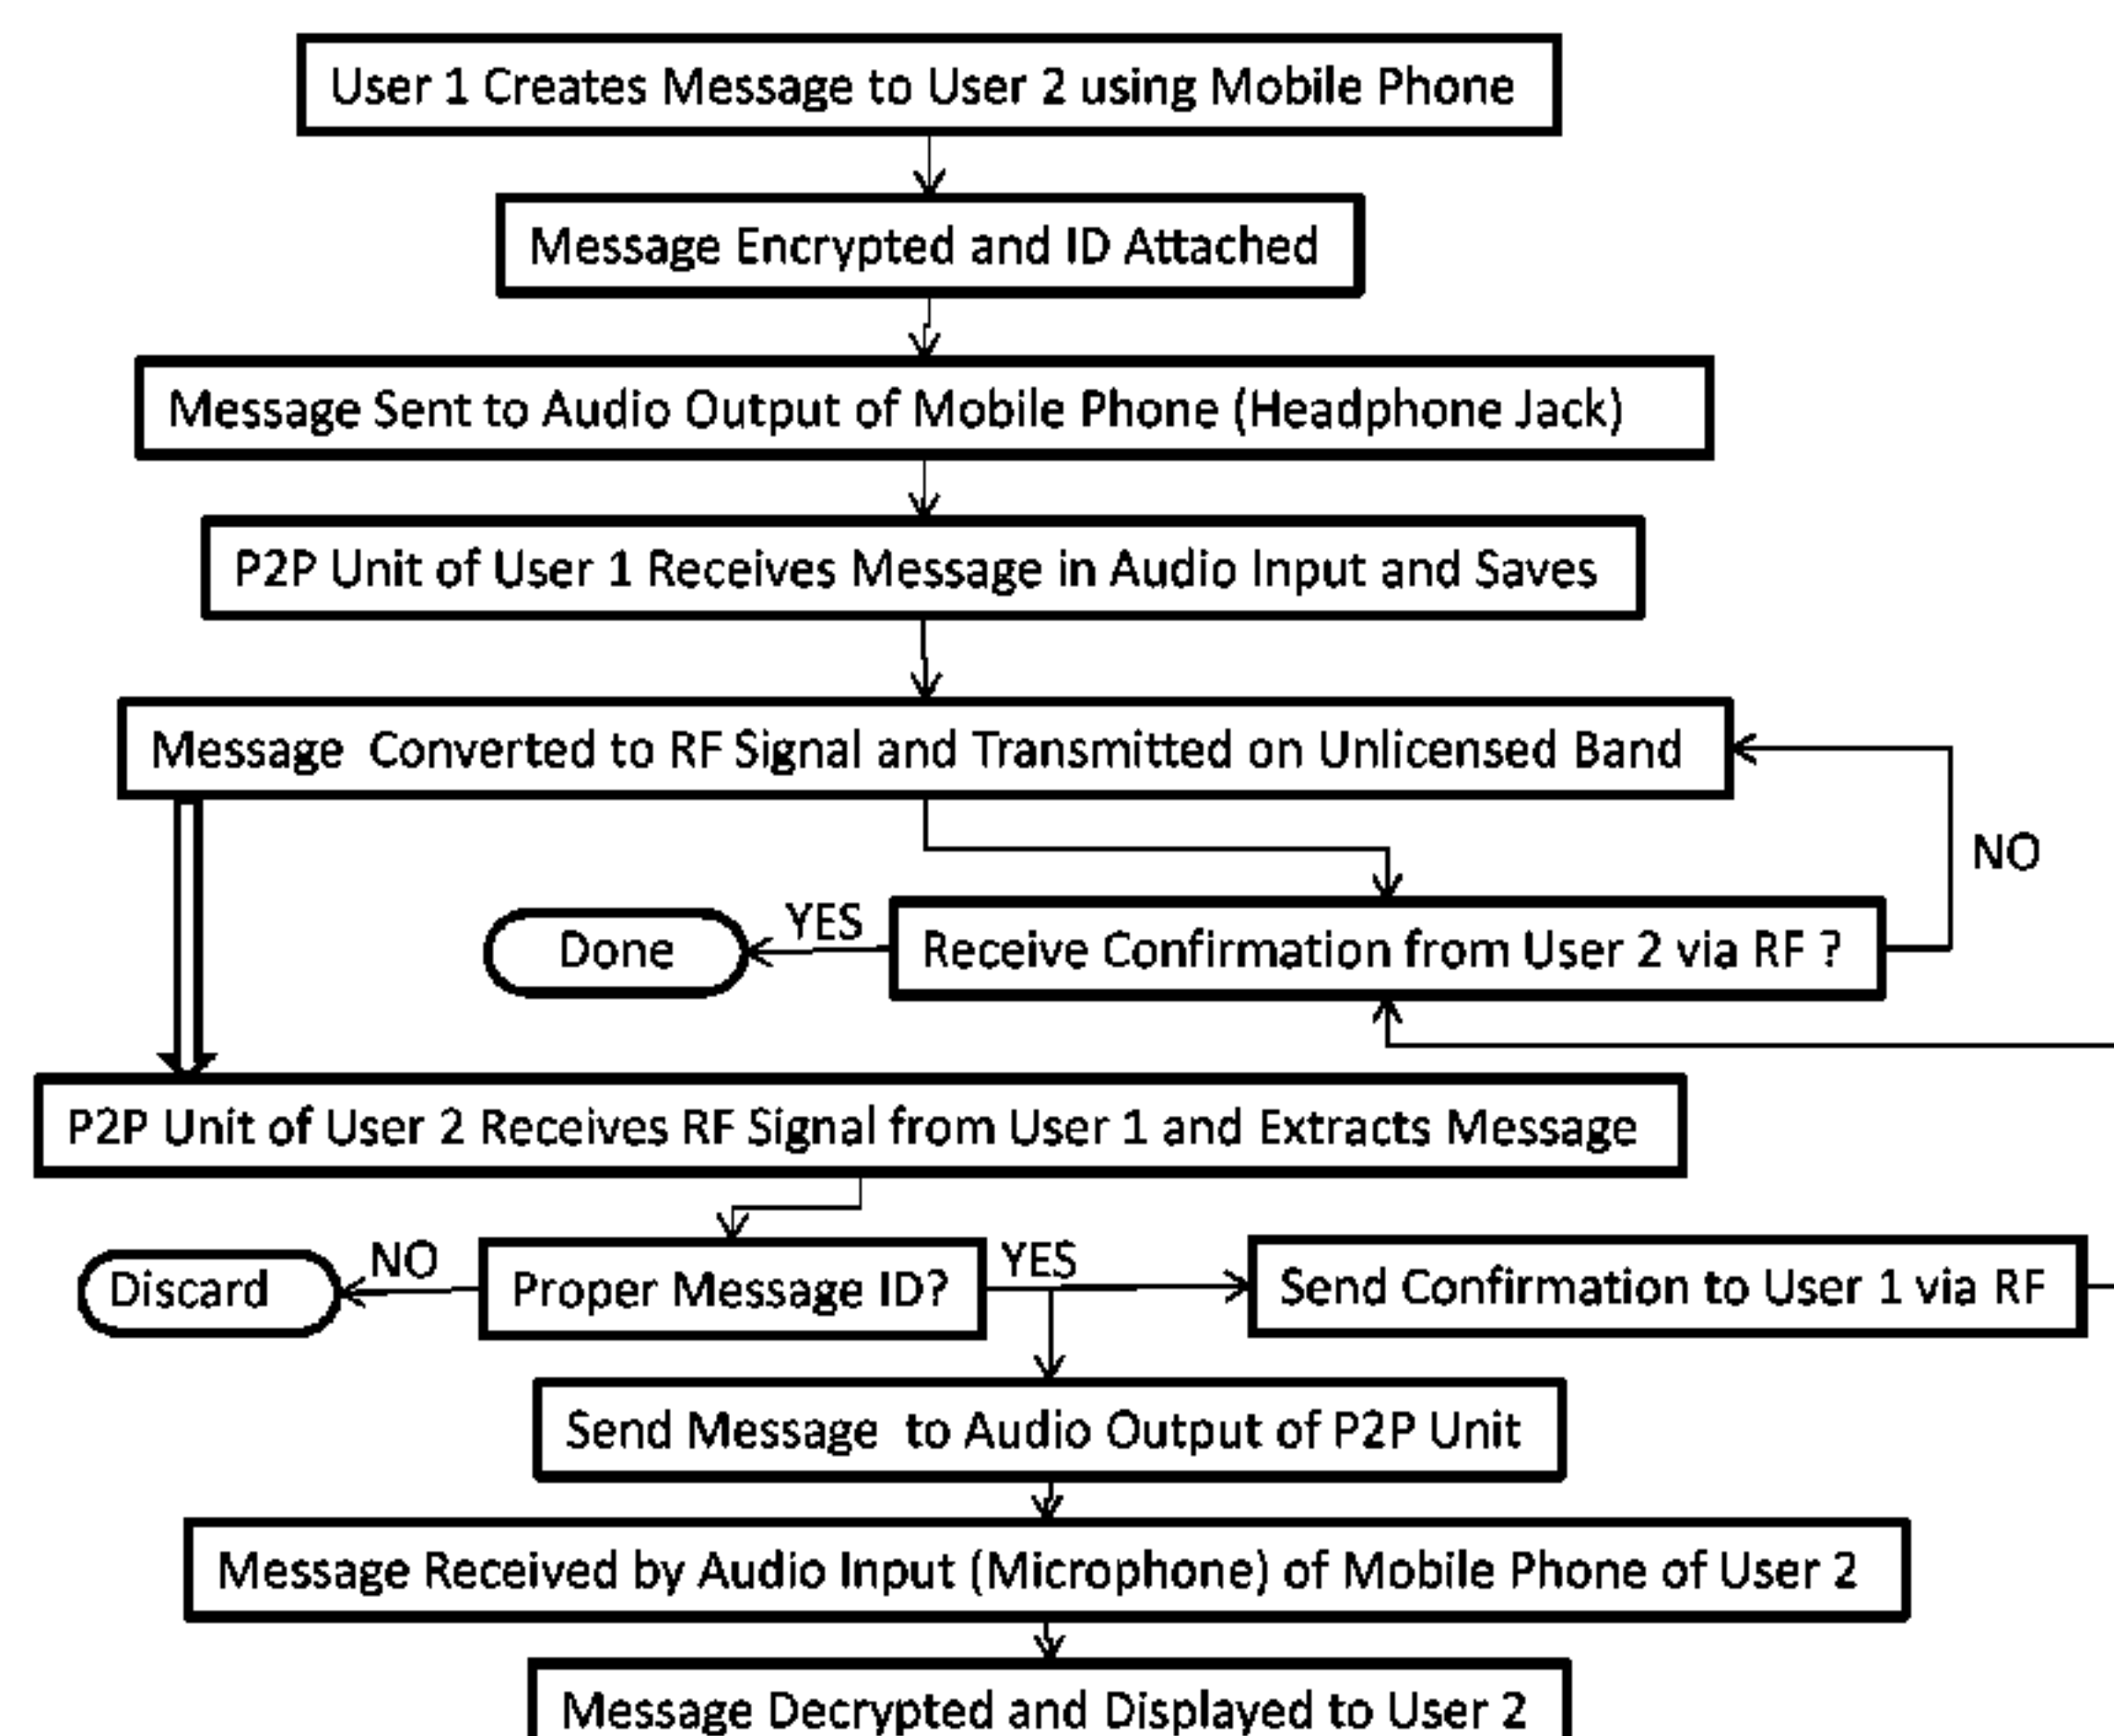 User 1 Creates Message to User 2 using Mobile Phone
Message Encrypted and ID Attached
Message Sent to Audio Output of Mobile Phone (Headphone Jack)
P2P Unit of User 1 Receives Message in Audio Input and Saves
Message Converted to RF Signal and Transmitted on Unlicensed Band
NO
YES
Done
Receive Confirmation from User 2 via RF ?
P2P Unit of User 2 Receives RF Signal from User 1 and Extracts Message
NO
YES
Discard
Proper Message ID?
Send Confirmation to User 1 via RF
Send Message to Audio Output of P2P Unit
Message Received by Audio Input (Microphone) of Mobile Phone of User 2
Message Decrypted and Displayed to User 2